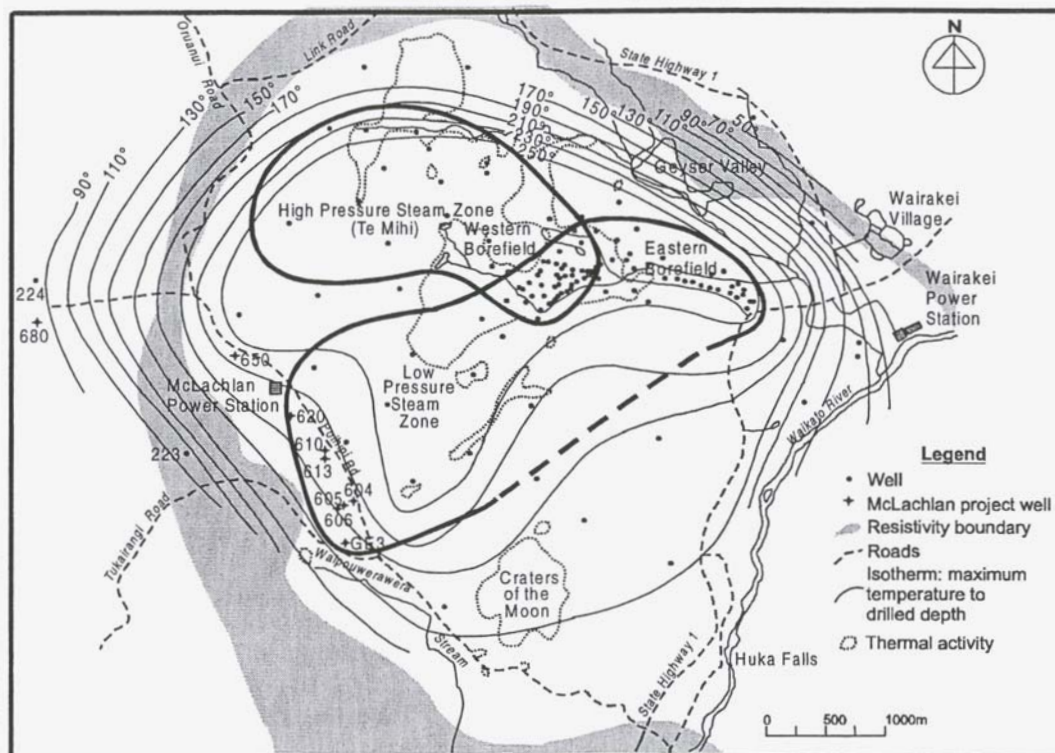 N
Oruanui
Road
Link Road
State Highway 1
130°
150°
170°
110°
90°
170°
190°
210°
230°
250°
150°
130°
110°
90°
70°
50
Geyser Valley
Wairakei
Village
High Pressure Steam Zone
(Te Mihi)
Western
Borefield
Eastern
Borefield
Wairakei
Power
Station
224
680
650
McLachlan
Power Station
Low
Pressure
Steam
Zone
620
Poihipi Rd
610
613
223
604
605
606
GE3
Waikato River
Tukairangi Road
Waipouwerawera
Stream
Craters
of the
Moon
State Highway 1
Huka Falls
Legend
Well
McLachlan project well
Resistivity boundary
Roads
Isotherm: maximum
temperature to
drilled depth
Thermal activity
0 500 1000m